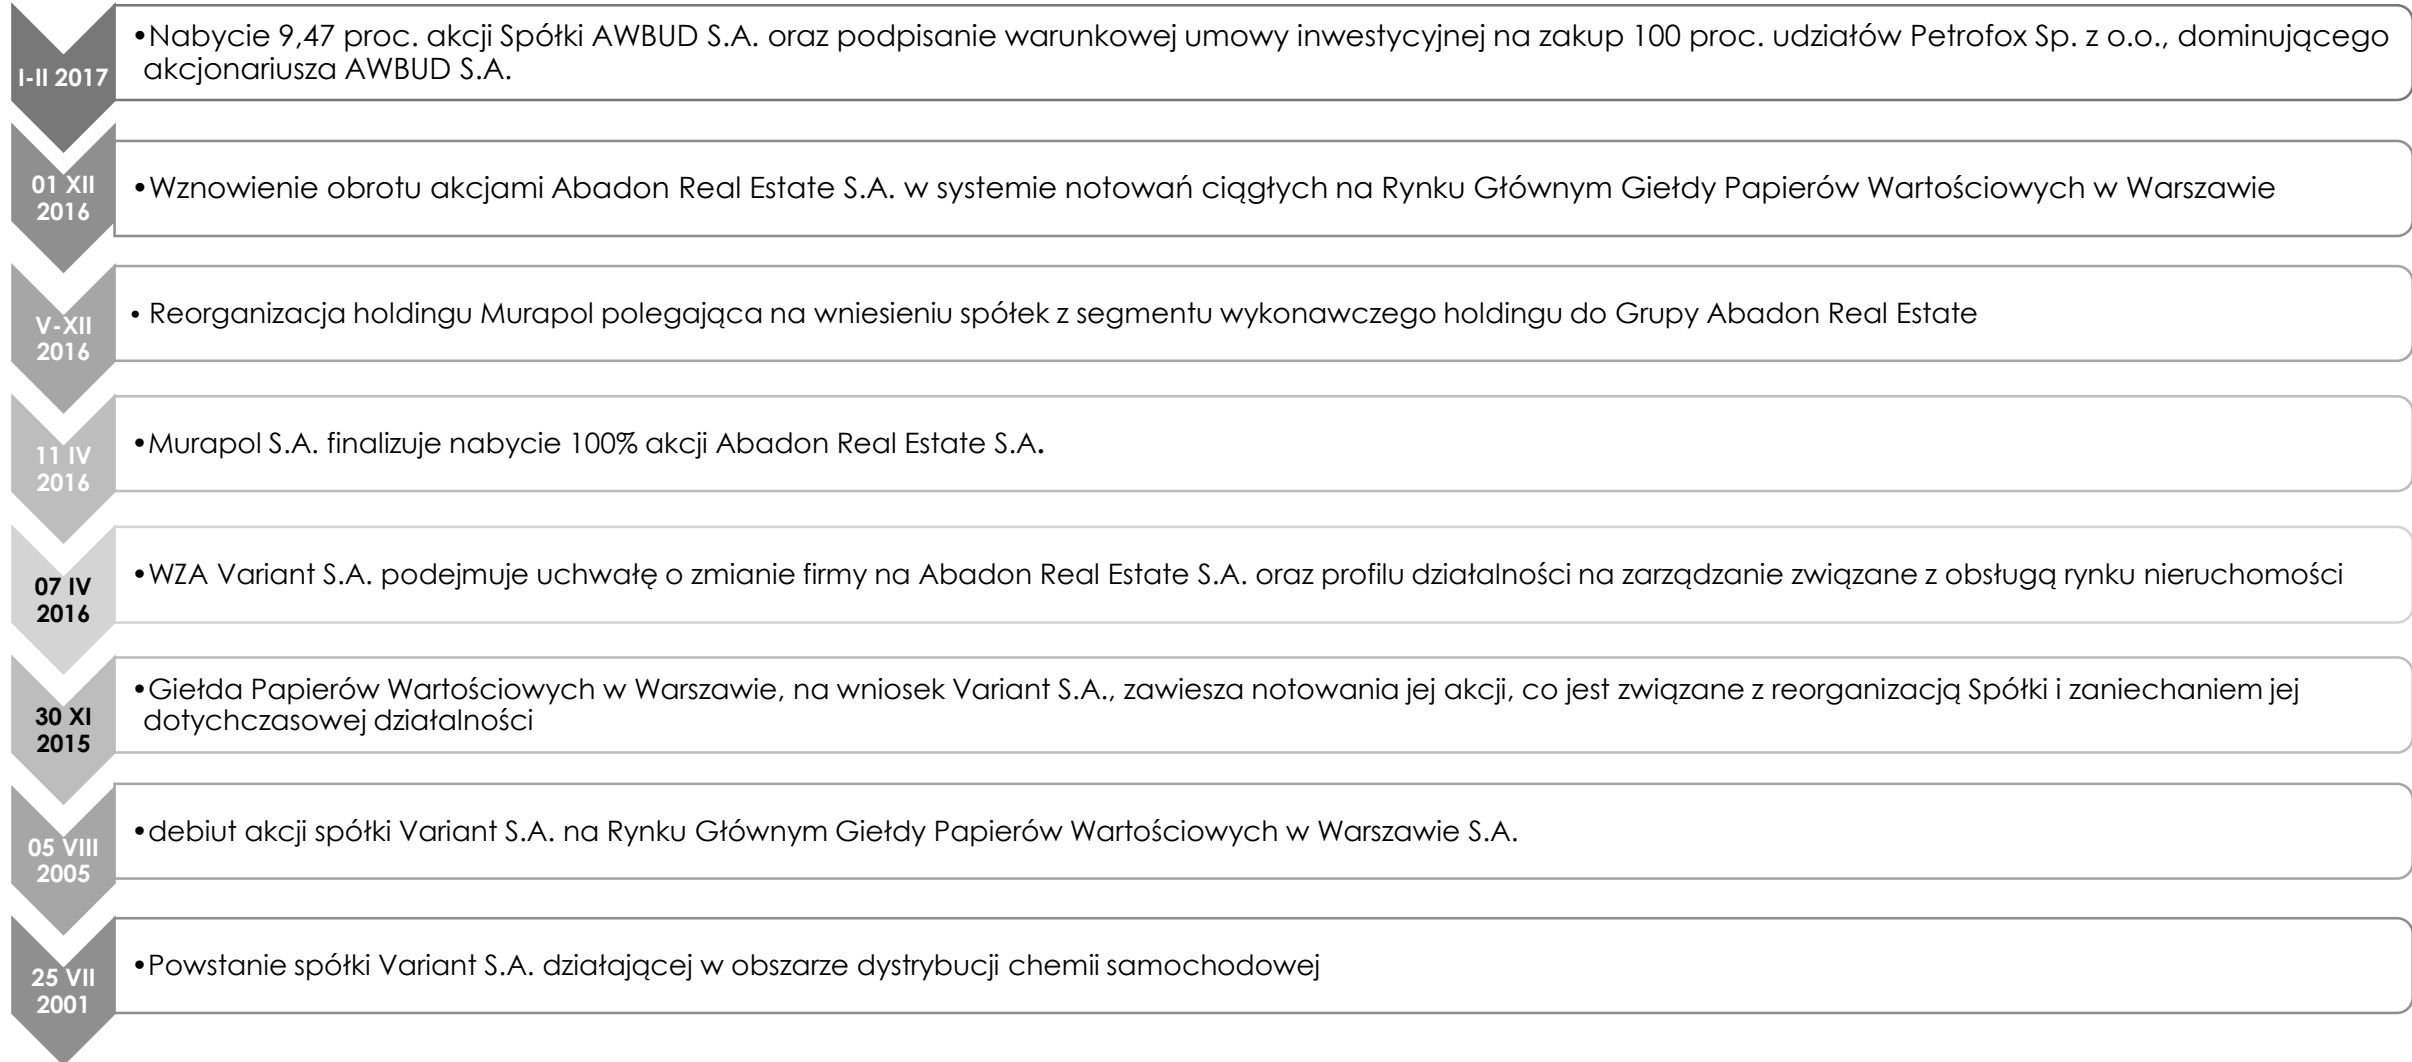 I-II 2017
•Nabycie 9,47 proc. akcji Spółki AWBUD S.A. oraz podpisanie warunkowej umowy inwestycyjnej na zakup 100 proc. udziałów Petrofox Sp. z o.o., dominującego
akcjonariusza AWBUD S.A.
01 XII
2016
•Wznowienie obrotu akcjami Abadon Real Estate S.A. w systemie notowań ciągłych na Rynku Głównym Giełdy Papierów Wartościowych w Warszawie
V-XII
2016
• Reorganizacja holdingu Murapol polegająca na wniesieniu spółek z segmentu wykonawczego holdingu do Grupy Abadon Real Estate
11 IV
2016
•Murapol S.A. finalizuje nabycie 100% akcji Abadon Real Estate S.A.
07 IV
2016
•WZA Variant S.A. podejmuje uchwałę o zmianie firmy na Abadon Real Estate S.A. oraz profilu działalności na zarządzanie związane z obsługą rynku nieruchomości
30 XI
2015
•Giełda Papierów Wartościowych w Warszawie, na wniosek Variant S.A., zawiesza notowania jej akcji, co jest związane z reorganizacją Spółki i zaniechaniem jej
dotychczasowej działalności
05 VIII
2005
•debiut akcji spółki Variant S.A. na Rynku Głównym Giełdy Papierów Wartościowych w Warszawie S.A.
25 VII
2001
•Powstanie spółki Variant S.A. działającej w obszarze dystrybucji chemii samochodowej